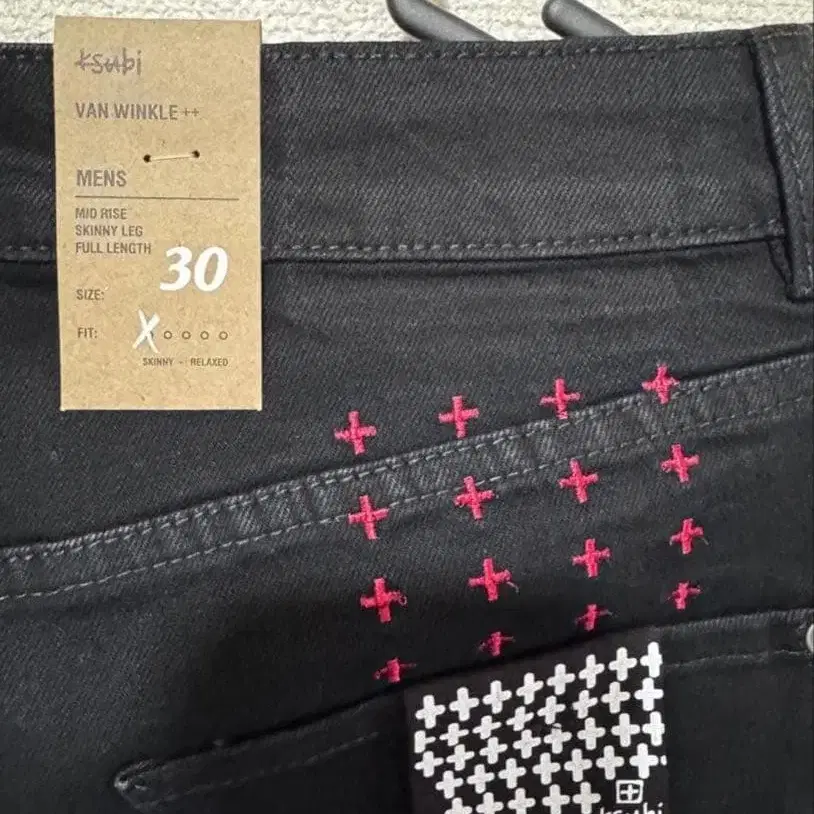 ksubi
VAN WINKLE ++
MENS
MID RISE
SKINNY LEG
FULL LENGTH
SIZE: 30
FIT: X
SKINNY - RELAXED
ksubi